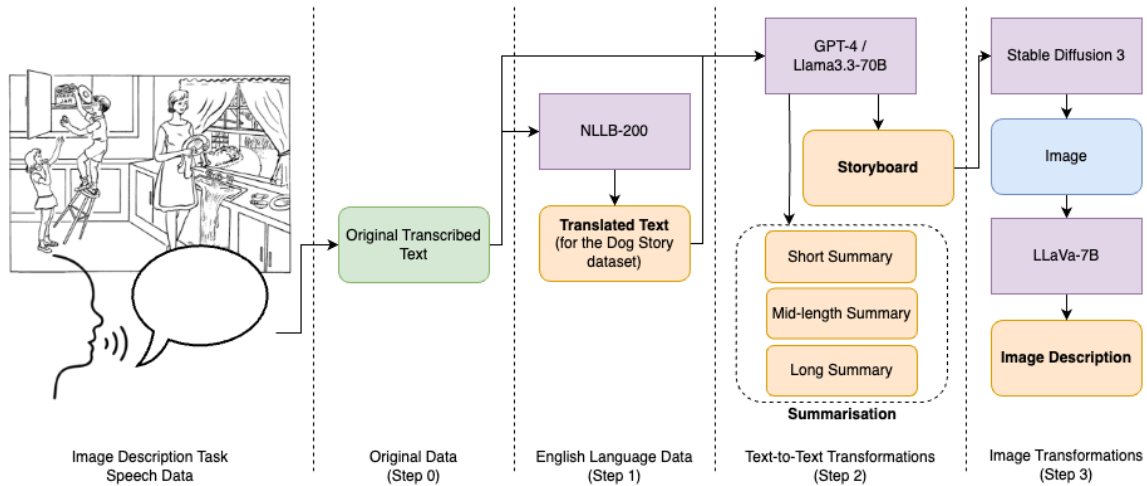 GPT-4 /
Llama3.3-70B
Stable Diffusion 3
NLLB-200
Storyboard
Image
Original Transcribed
Text
Translated Text
(for the Dog Story
dataset)
Short Summary
Mid-length Summary
Long Summary
Summarisation
LLaVa-7B
Image Description
Image Description Task
Speech Data
Original Data
(Step 0)
English Language Data
(Step 1)
Text-to-Text Transformations
(Step 2)
Image Transformations
(Step 3)